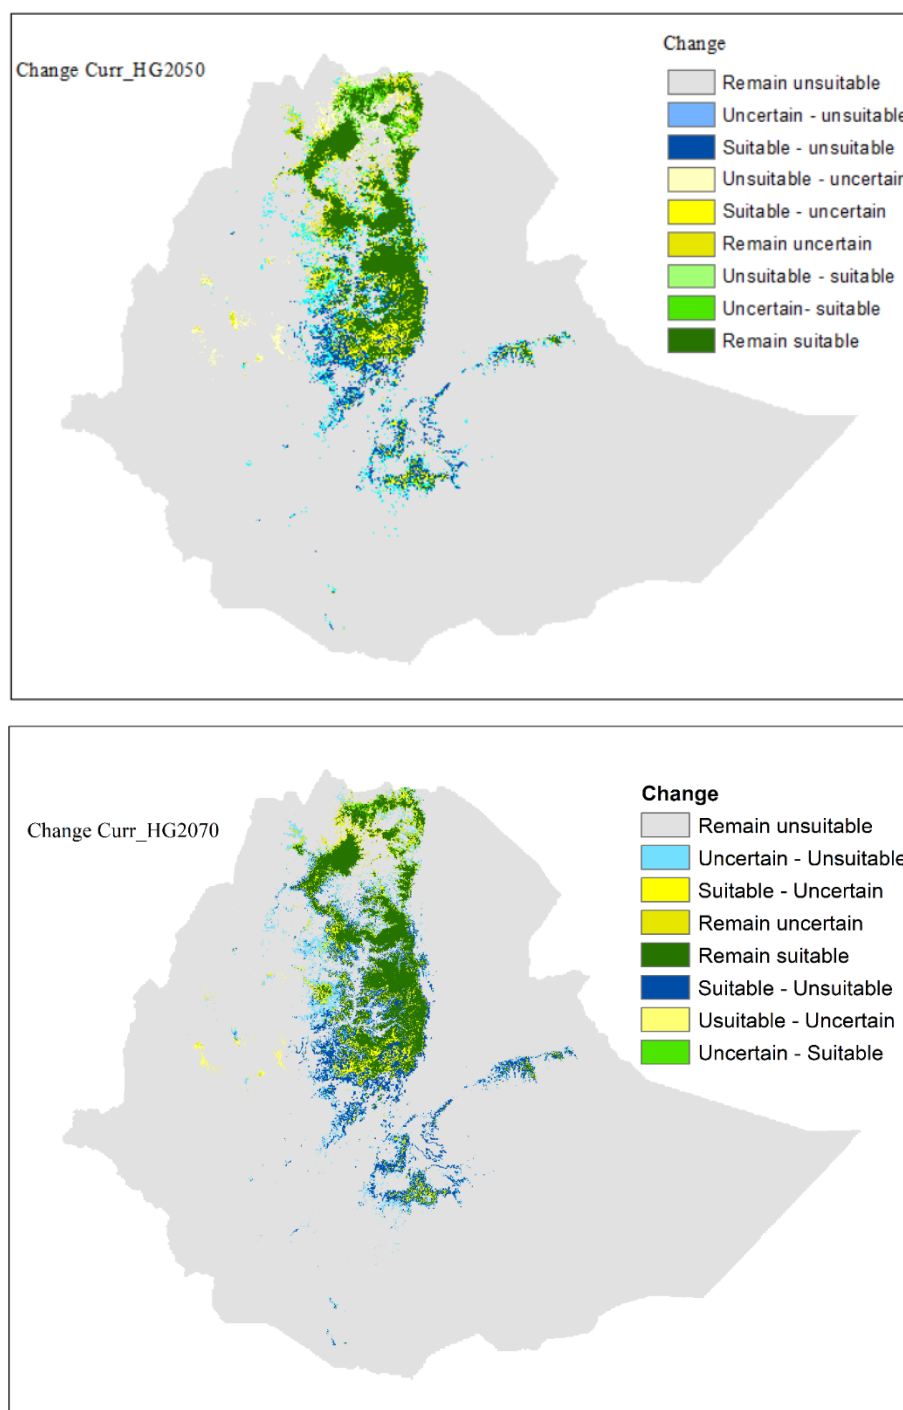 Change Curr_HG2050
Change
Remain unsuitable
Uncertain - unsuitable
Suitable - unsuitable
Unsuitable - uncertain
Suitable - uncertain
Remain uncertain
Unsuitable - suitable
Uncertain- suitable
Remain suitable
Change Curr_HG2070
Change
Remain unsuitable
Uncertain - Unsuitable
Suitable - Uncertain
Remain uncertain
Remain suitable
Suitable - Unsuitable
Usuitable - Uncertain
Uncertain - Suitable